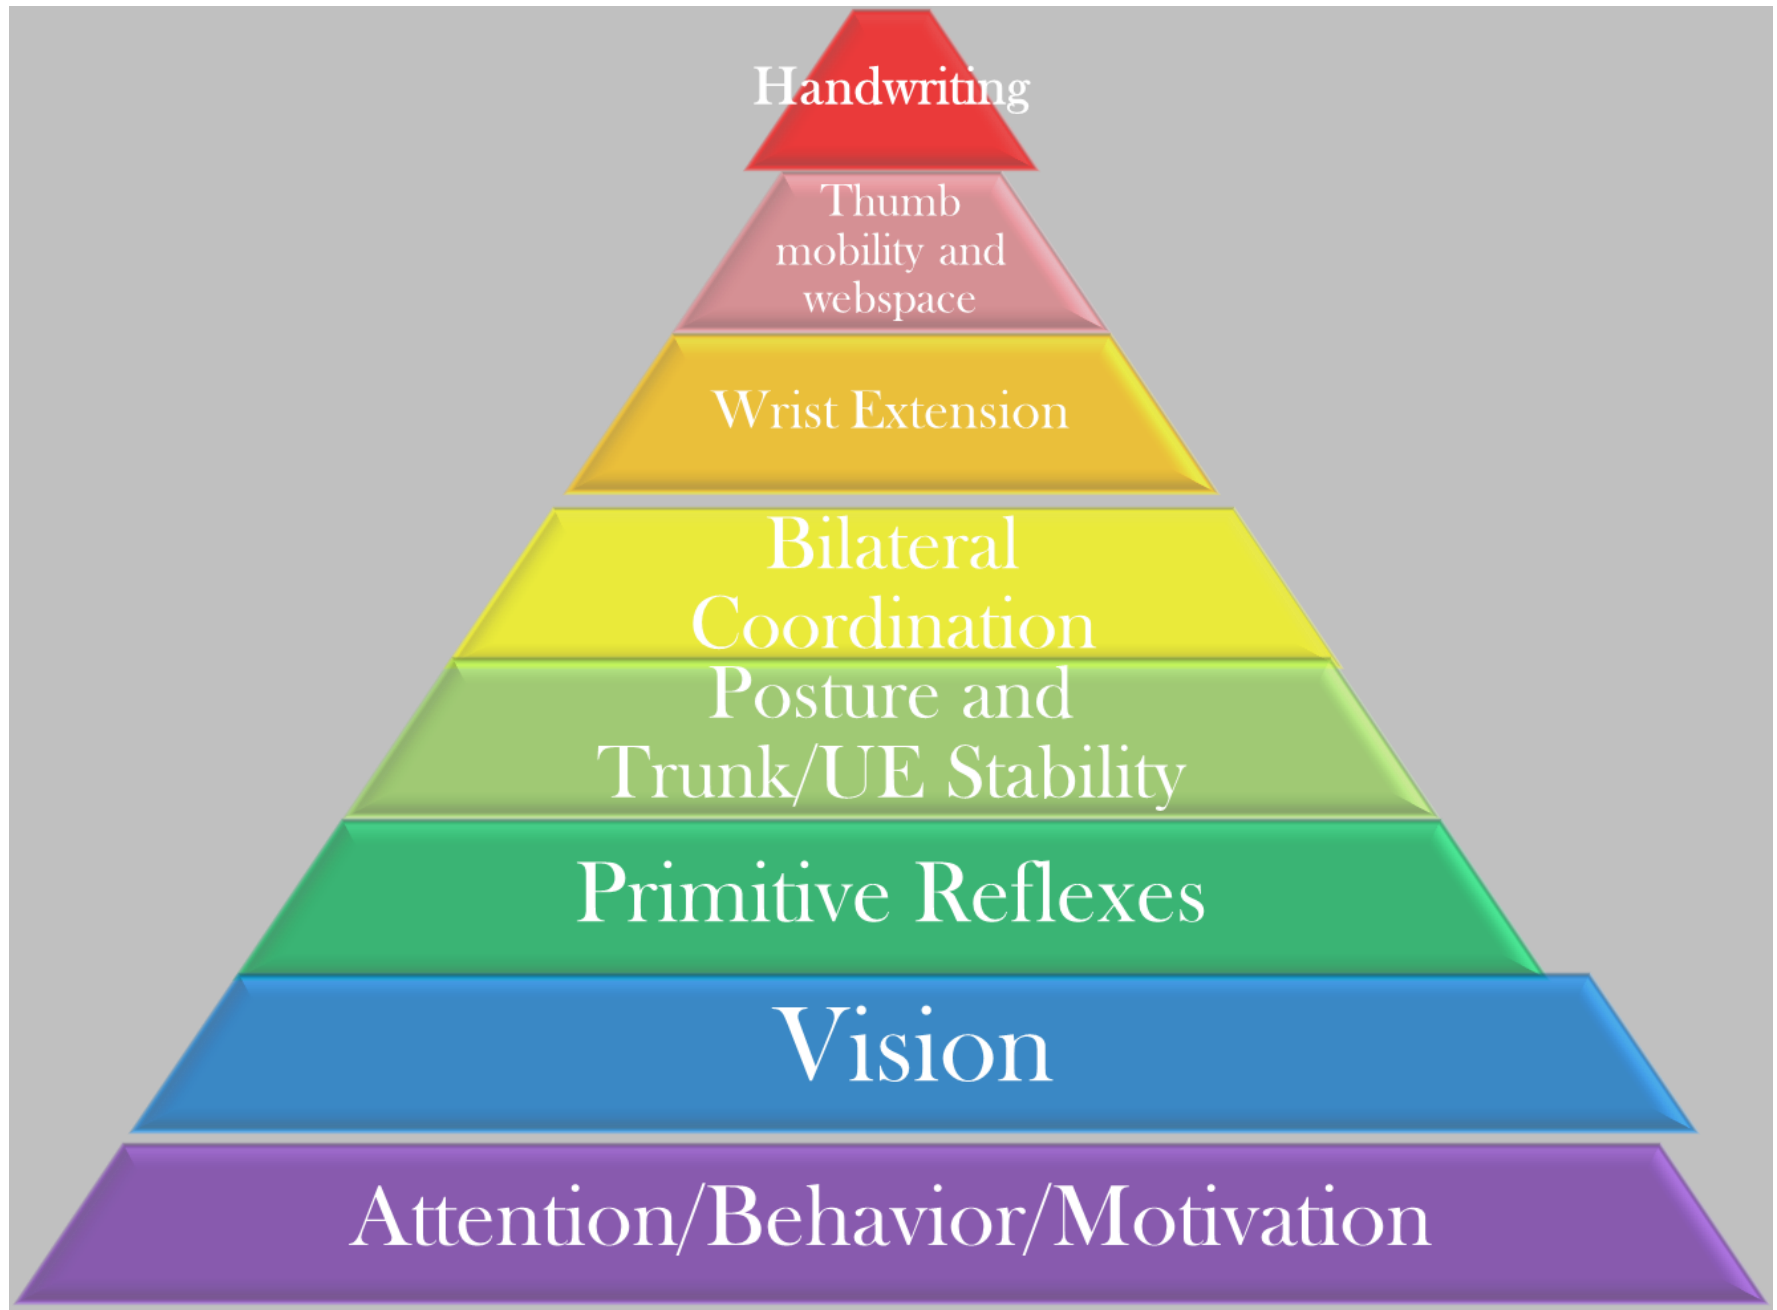 Handwriting
Thumb
mobility and
webspace
Wrist Extension
Bilateral
Coordination
Posture and
Trunk/UE Stability
Primitive Reflexes
Vision
Attention/Behavior/Motivation